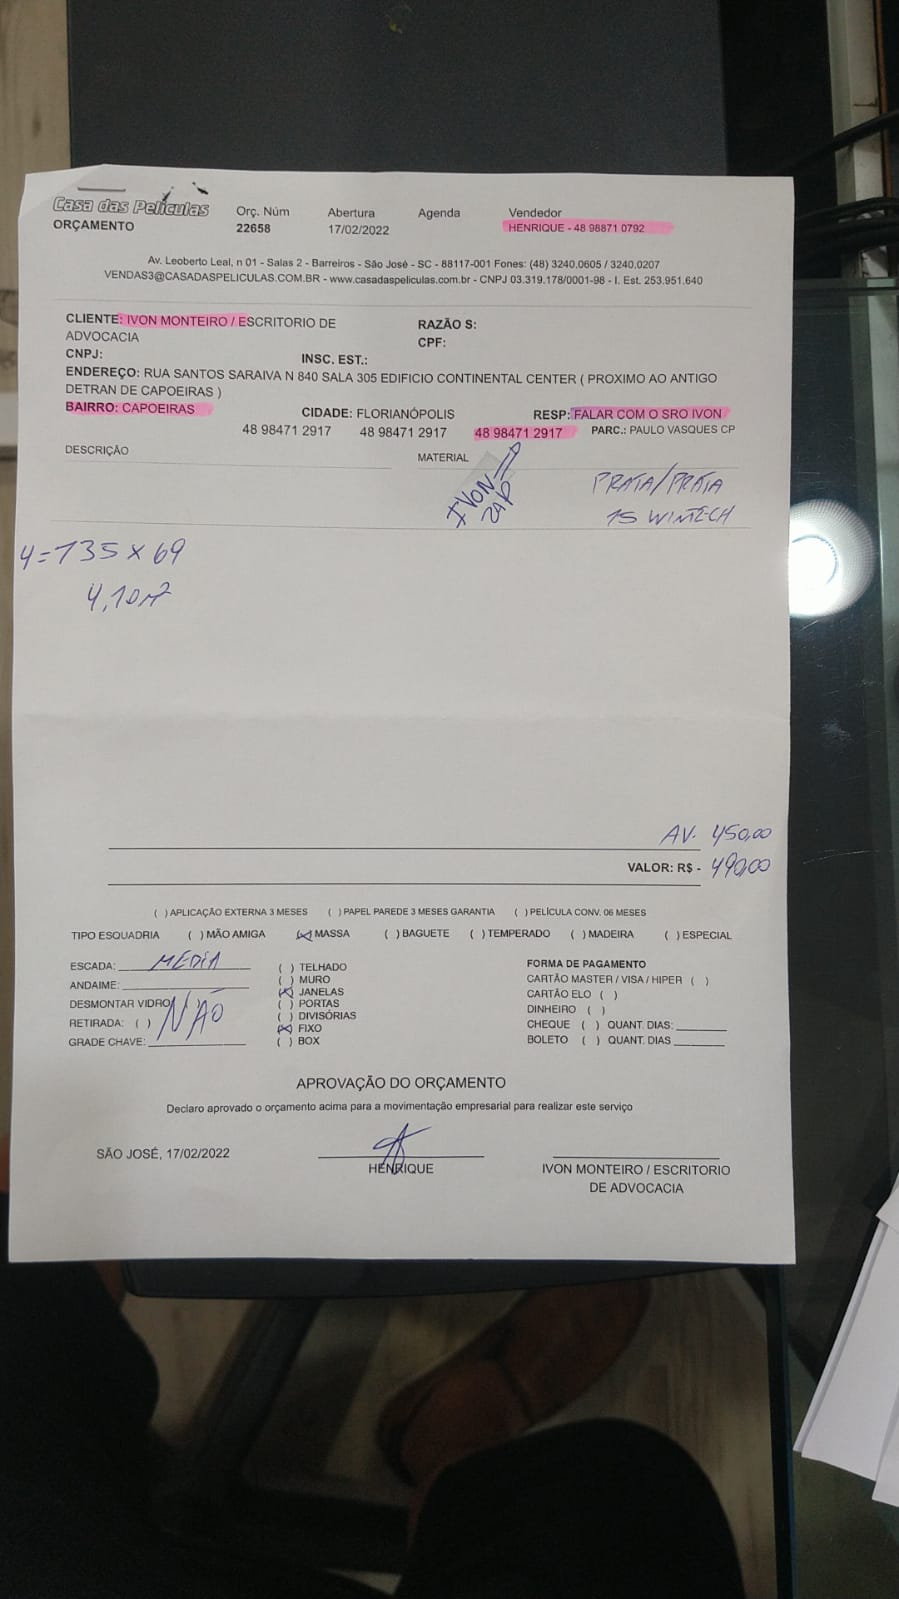 Casa das Películas
ORÇAMENTO
Orç. Núm
22658
Abertura
17/02/2022
Agenda
Vendedor
HENRIQUE - 48 98871 0792
Av. Leoberto Leal, n 01 - Salas 2 - Barreiros - São José - SC - 88117-001 Fones: (48) 3240.0605 / 3240.0207
VENDAS3@CASADASPELICULAS.COM.BR - www.casadaspeliculas.com.br - CNPJ 03.319.178/0001-98 - I. Est. 253.951.640
CLIENTE: IVON MONTEIRO / ESCRITORIO DE
ADVOCACIA
RAZÃO S:
CPF:
CNPJ:
INSC. EST.:
ENDEREÇO: RUA SANTOS SARAIVA N 840 SALA 305 EDIFICIO CONTINENTAL CENTER ( PROXIMO AO ANTIGO
DETRAN DE CAPOEIRAS )
BAIRRO: CAPOEIRAS
CIDADE: FLORIANÓPOLIS
RESP: FALAR COM O SRO IVON
48 98471 2917 48 98471 2917 48 98471 2917 PARC.: PAULO VASQUES CP
DESCRIÇÃO
MATERIAL
IVON
ZAP
PRATA/PRATA
15 WINTECH
4=135x69
4,10m²
AV. 450,00
VALOR: R$ - 490,00
( ) APLICAÇÃO EXTERNA 3 MESES ( ) PAPEL PAREDE 3 MESES GARANTIA ( ) PELÍCULA CONV. 06 MESES
TIPO ESQUADRIA ( ) MÃO AMIGA (X) MASSA ( ) BAGUETE ( ) TEMPERADO ( ) MADEIRA ( ) ESPECIAL
ESCADA: MEDIA
ANDAIME:
DESMONTAR VIDRO NÃO
RETIRADA: ( )
GRADE CHAVE:
( ) TELHADO
( ) MURO
(X) JANELAS
( ) PORTAS
( ) DIVISÓRIAS
(X) FIXO
( ) BOX
FORMA DE PAGAMENTO
CARTÃO MASTER / VISA / HIPER ( )
CARTÃO ELO ( )
DINHEIRO ( )
CHEQUE ( ) QUANT. DIAS:
BOLETO ( ) QUANT. DIAS
APROVAÇÃO DO ORÇAMENTO
Declaro aprovado o orçamento acima para a movimentação empresarial para realizar este serviço
SÃO JOSÉ, 17/02/2022
HENRIQUE
IVON MONTEIRO / ESCRITORIO
DE ADVOCACIA